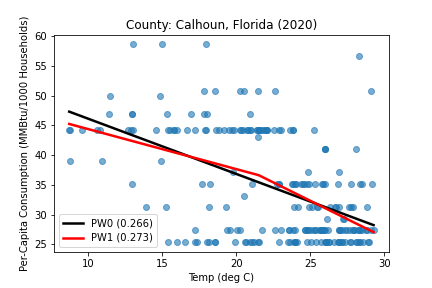 County: Calhoun, Florida (2020)
Per-Capita Consumption (MMBtu/1000 Households)
60
55
50
45
40
35
30
25
PW0 (0.266)
PW1 (0.273)
10
15
20
25
30
Temp (deg C)